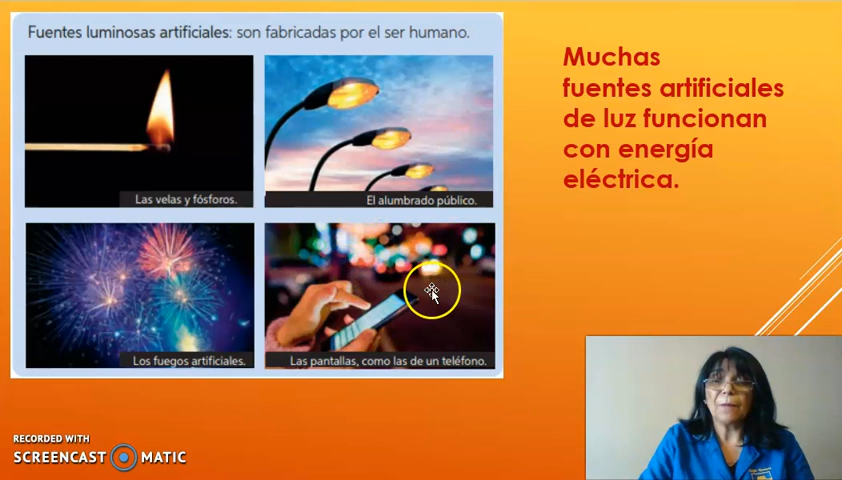 Fuentes luminosas artificiales: son fabricadas por el ser humano.
Las velas y fósforos.
El alumbrado público.
Los fuegos artificiales.
Las pantallas, como las de un teléfono.
Muchas
fuentes artificiales
de luz funcionan
con energía
eléctrica.
RECORDED WITH
SCREENCAST MATIC